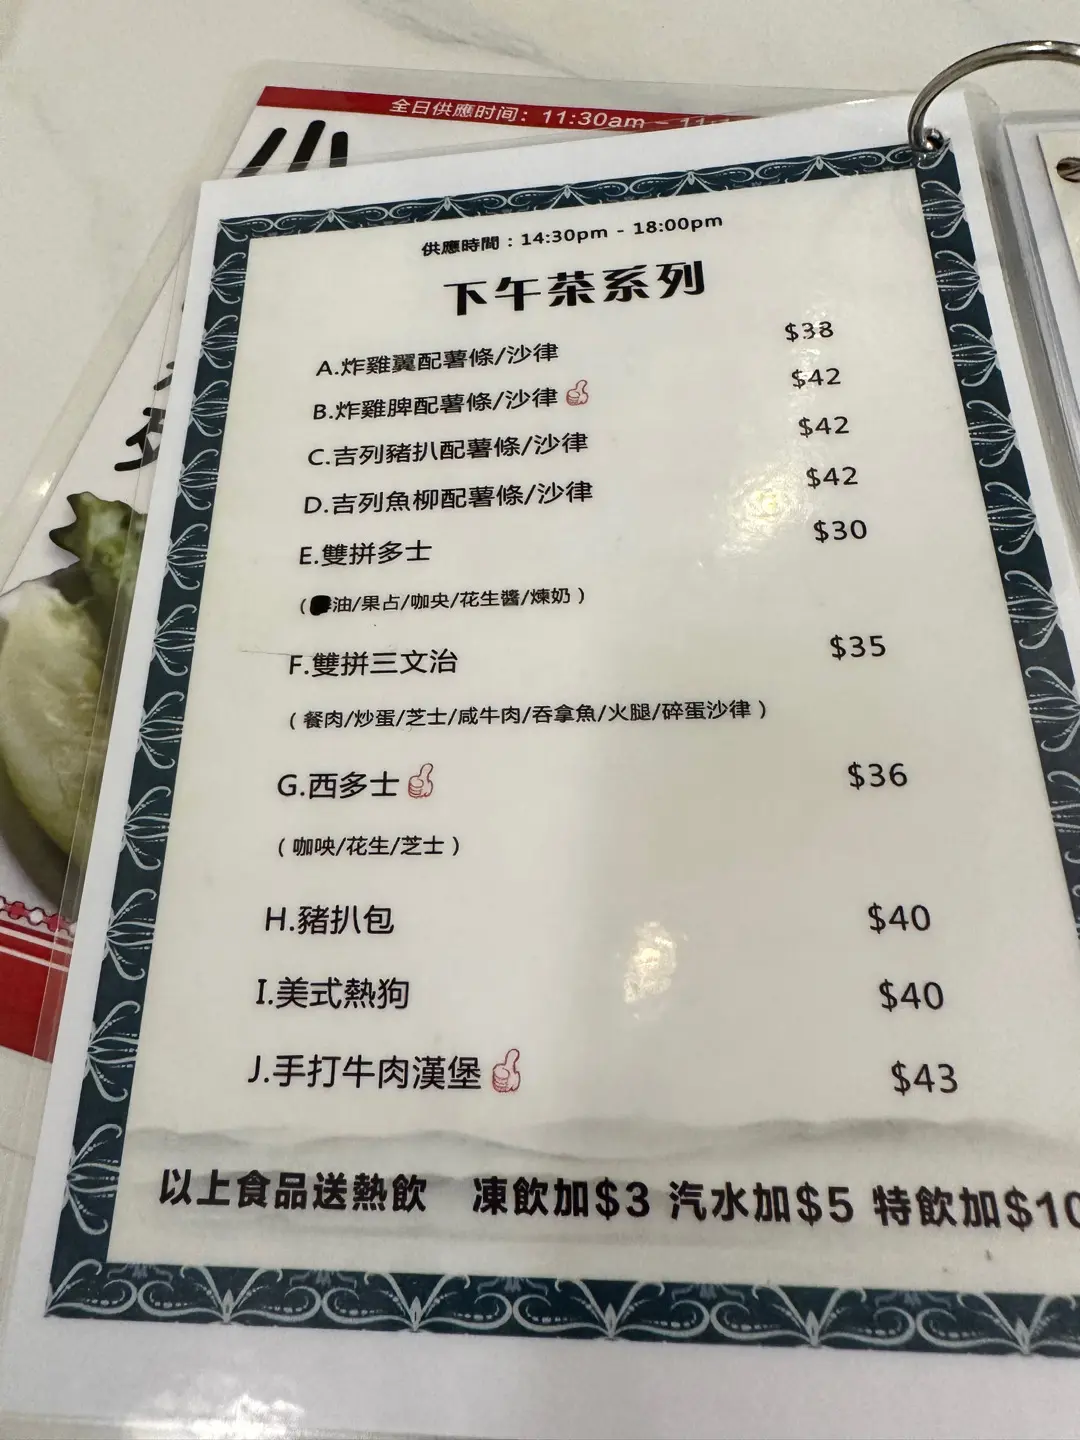 全日供應时间：11:30am -
小
供應時間：14:30pm - 18:00pm
下午茶系列
A.炸雞翼配薯條/沙律 $38
B.炸雞脾配薯條/沙律 $42
C.吉列豬扒配薯條/沙律 $42
D.吉列魚柳配薯條/沙律 $42
E.雙拼多士 $30
（油/果占/咖央/花生醬/煉奶）
F.雙拼三文治 $35
（餐肉/炒蛋/芝士/咸牛肉/吞拿魚/火腿/碎蛋沙律）
G.西多士 $36
（咖㕧/花生/芝士）
H.豬扒包 $40
I.美式熱狗 $40
J.手打牛肉漢堡 $43
以上食品送熱飲 凍飲加$3 汽水加$5 特飲加$10